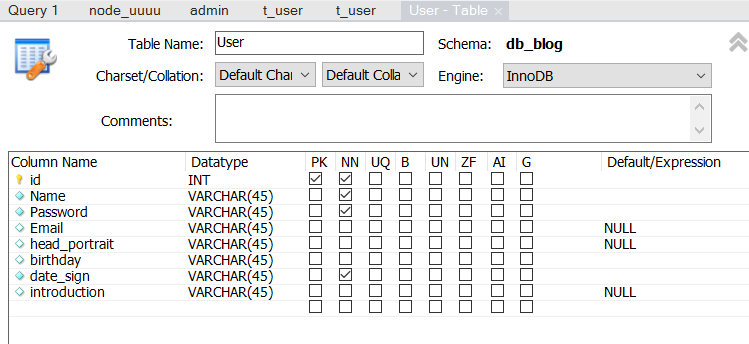 Query 1 node_uuuu admin t_user t_user User - Table ×
Table Name: User Schema: db_blog
Charset/Collation: Default Char Default Colla Engine: InnoDB
Comments:
Column Name Datatype PK NN UQ B UN ZF AI G Default/Expression
id INT
Name VARCHAR(45)
Password VARCHAR(45)
Email VARCHAR(45) NULL
head_portrait VARCHAR(45) NULL
birthday VARCHAR(45)
date_sign VARCHAR(45)
introduction VARCHAR(45) NULL